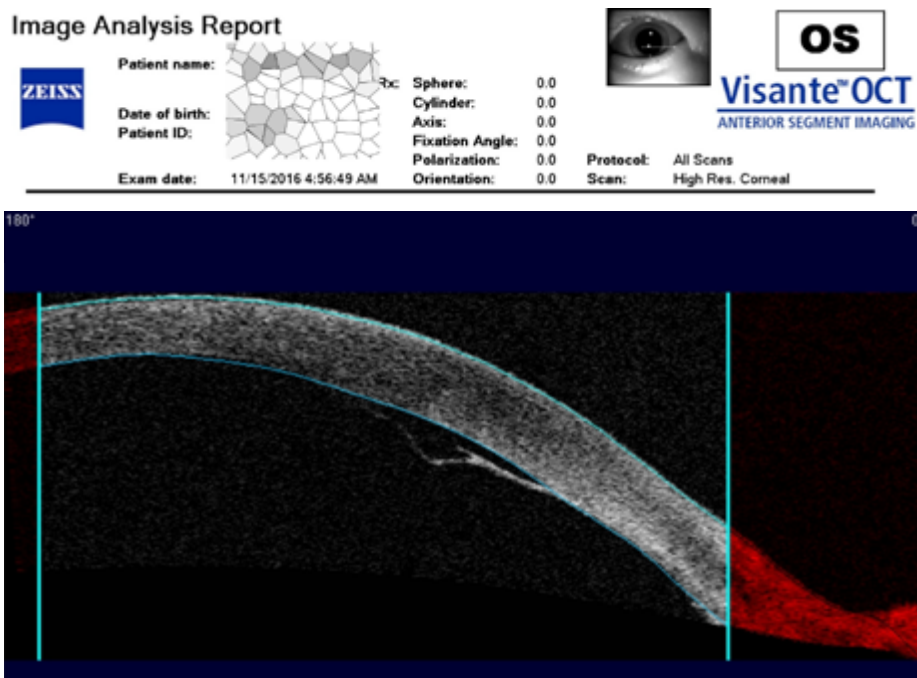 Image Analysis Report
OS
ZEISS
Patient name:
Date of birth:
Patient ID:
Exam date: 11/15/2016 4:56:49 AM
Rx: Sphere: 0.0
Cylinder: 0.0
Axis: 0.0
Fixation Angle: 0.0
Polarization: 0.0
Orientation: 0.0
Protocol: All Scans
Scan: High Res. Corneal
Visante™ OCT
ANTERIOR SEGMENT IMAGING
180°